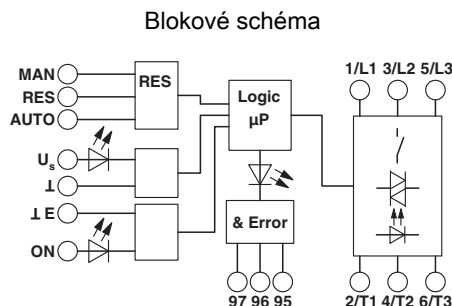 Blokové schéma
MAN
RES
AUTO
RES
Us
⊥
⊥ E
ON
Logic
µP
& Error
97 96 95
1/L1 3/L2 5/L3
2/T1 4/T2 6/T3